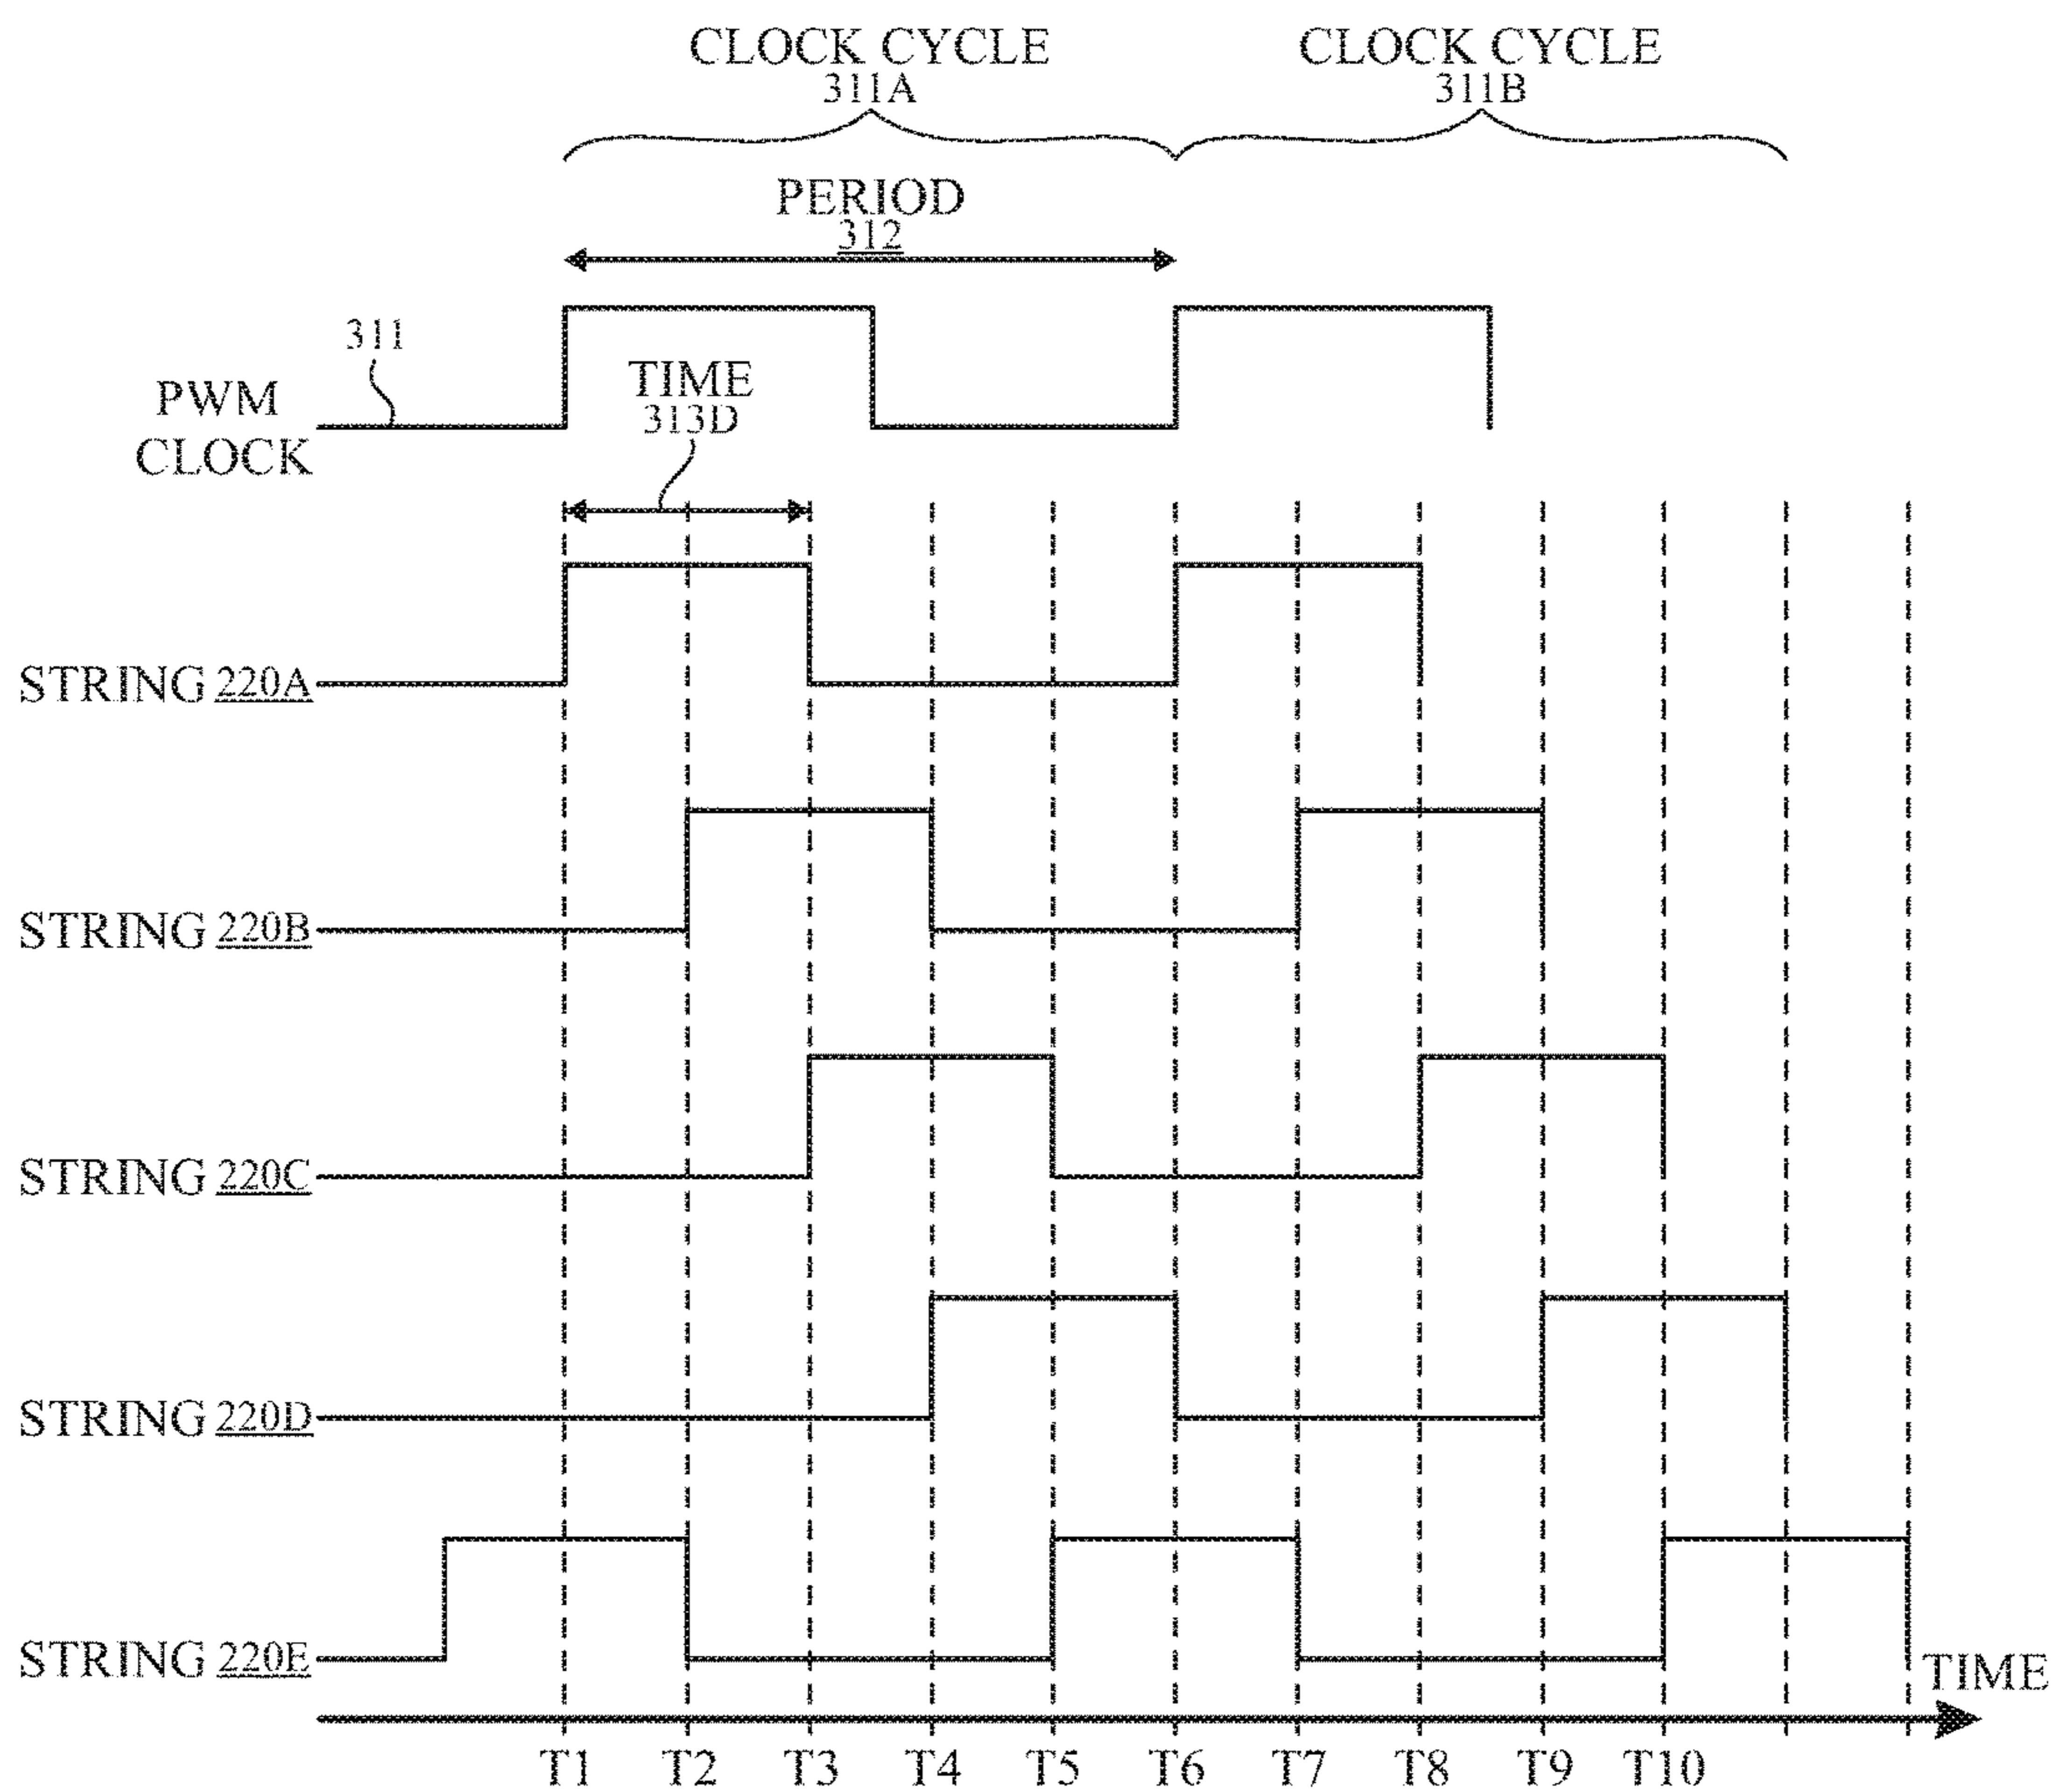 CLOCK CYCLE
311A
CLOCK CYCLE
311B
PERIOD
312
311
PWM
CLOCK
TIME
313D
STRING 220A
STRING 220B
STRING 220C
STRING 220D
STRING 220E
TIME
T1 T2 T3 T4 T5 T6 T7 T8 T9 T10